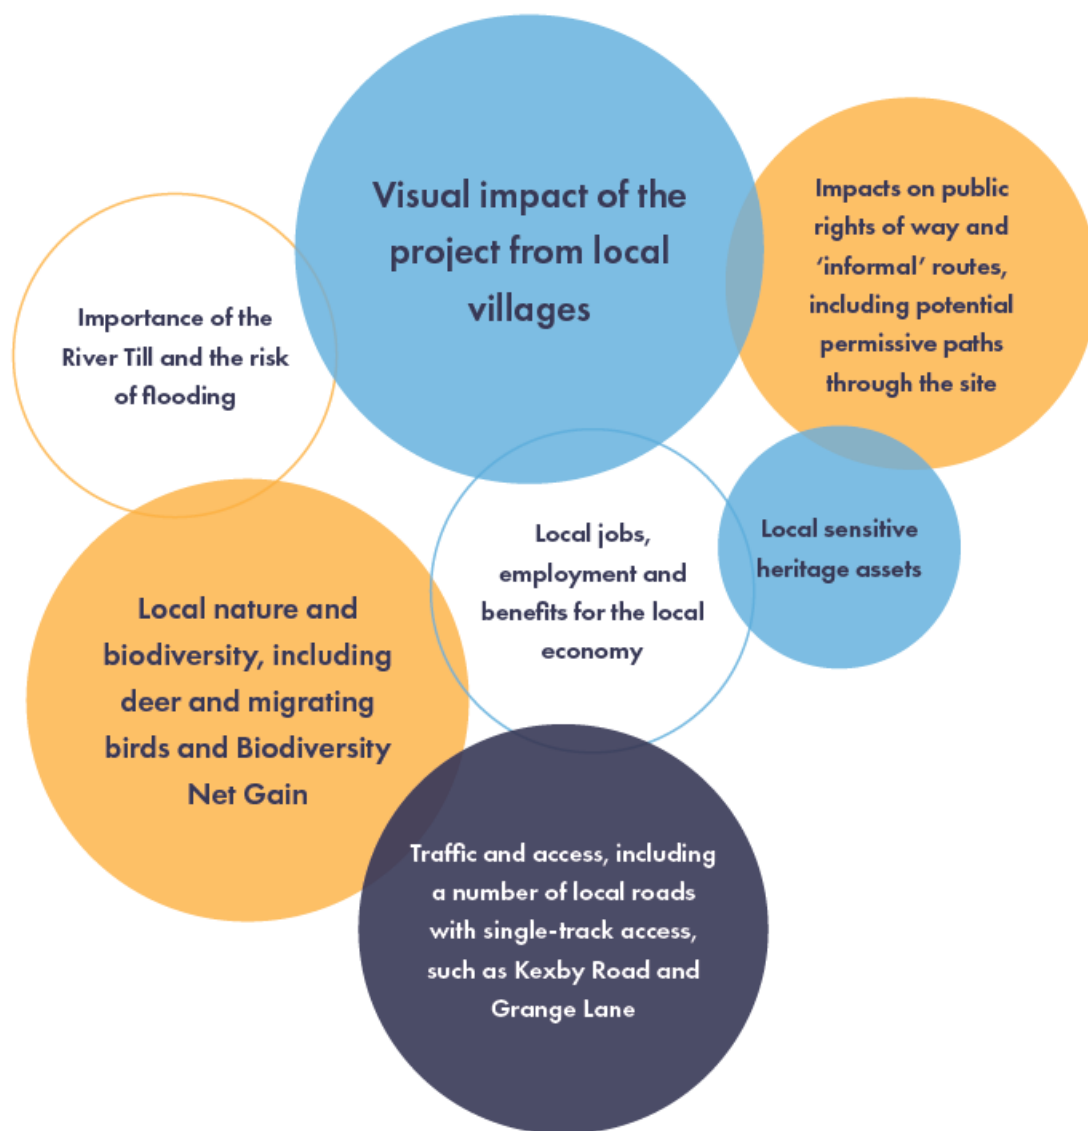 Visual impact of the
project from local
villages
Impacts on public
rights of way and
‘informal’ routes,
including potential
permissive paths
through the site
Importance of the
River Till and the risk
of flooding
Local jobs,
employment and
benefits for the local
economy
Local sensitive
heritage assets
Local nature and
biodiversity, including
deer and migrating
birds and Biodiversity
Net Gain
Traffic and access, including
a number of local roads
with single-track access,
such as Kexby Road and
Grange Lane